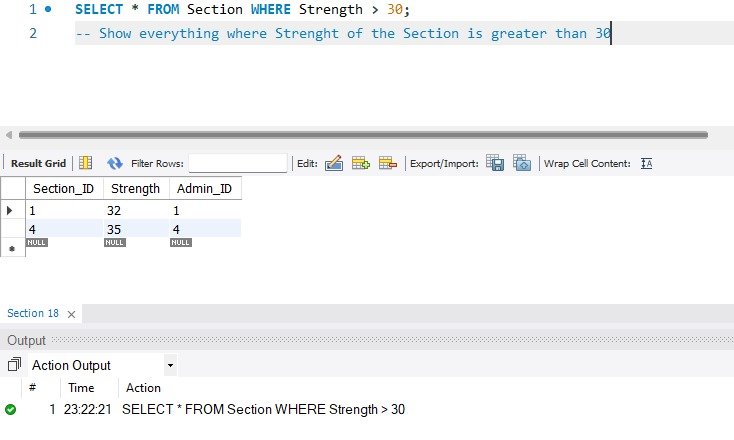 1 SELECT * FROM Section WHERE Strength > 30;
2 -- Show everything where Strenght of the Section is greater than 30
Result Grid Filter Rows: Edit: Export/Import: Wrap Cell Content: IA
Section_ID Strength Admin_ID
1 32 1
4 35 4
NULL NULL NULL
Section 18 x
Output
Action Output
# Time Action
1 23:22:21 SELECT * FROM Section WHERE Strength > 30